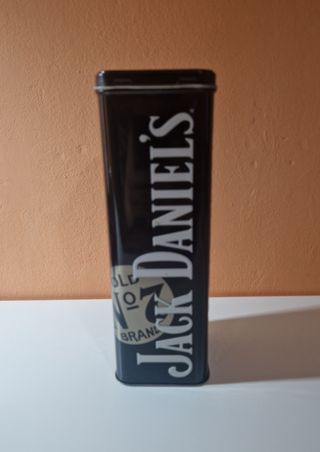 JACK DANIEL'S
OLD
No 7
BRAND